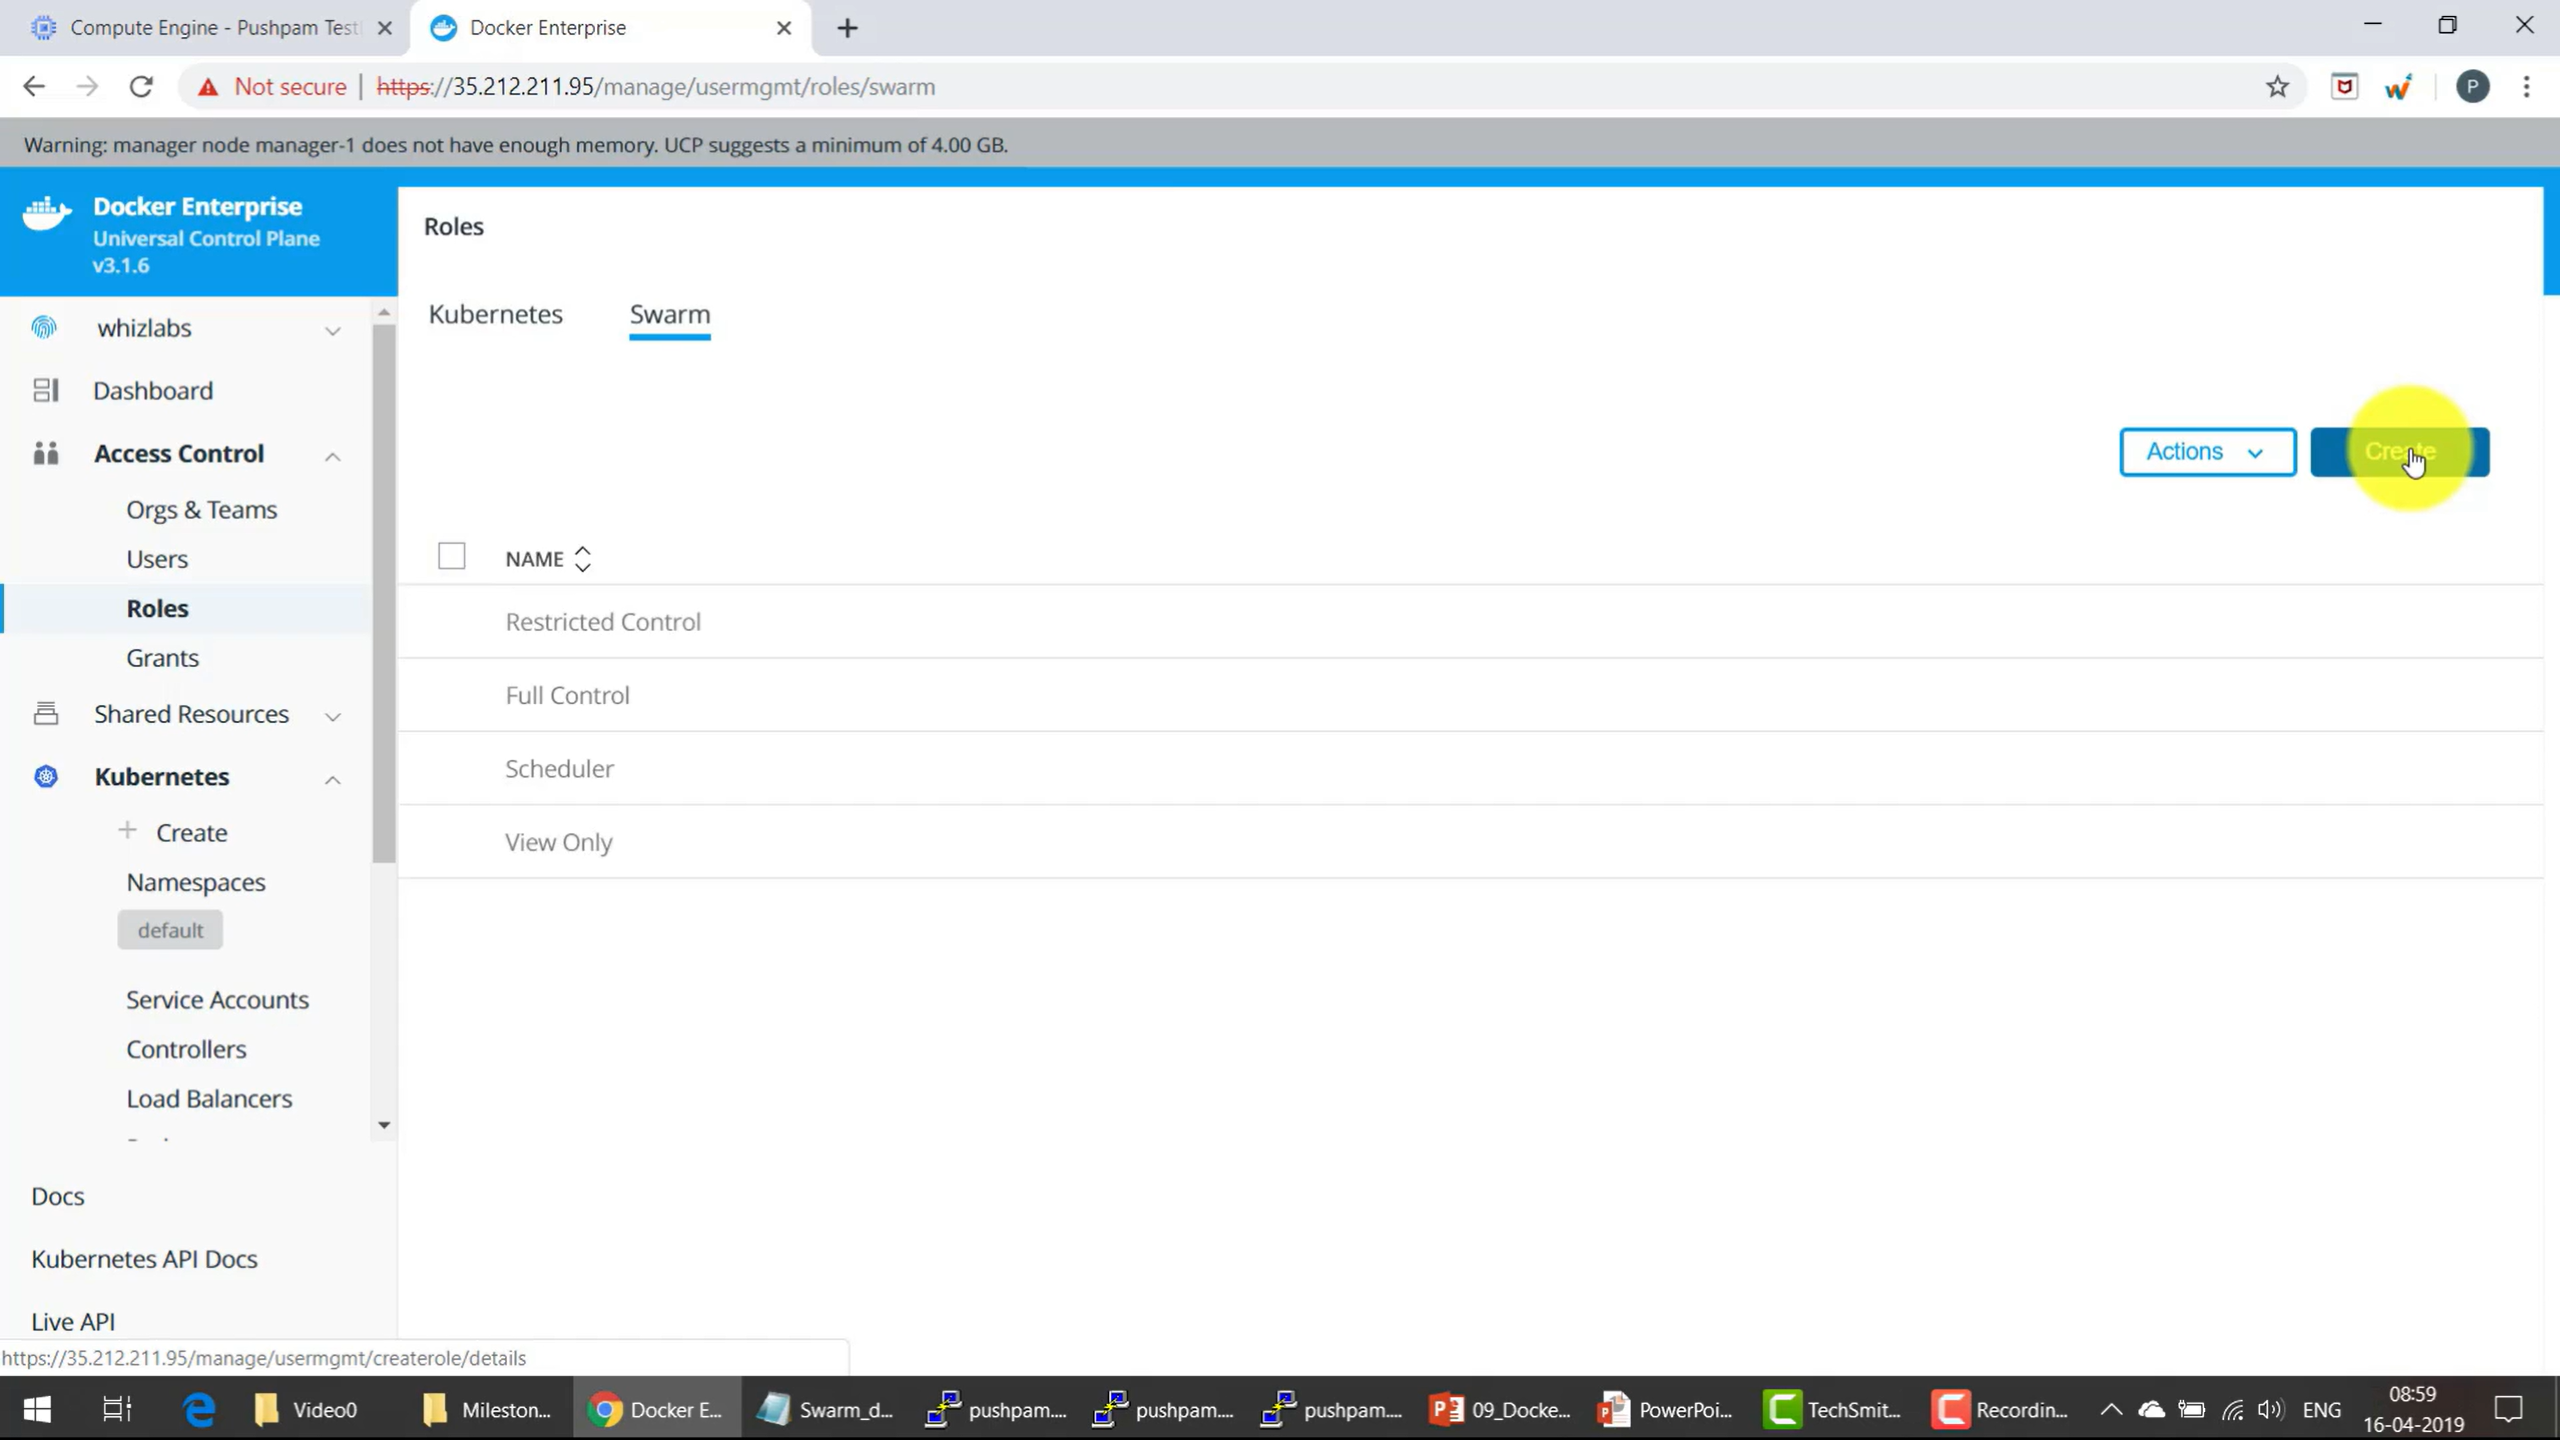 Compute Engine - Pushpam Test
Docker Enterprise
Not secure | https://35.212.211.95/manage/usermgmt/roles/swarm
P
Warning: manager node manager-1 does not have enough memory. UCP suggests a minimum of 4.00 GB.
Docker Enterprise
Universal Control Plane
v3.1.6
whizlabs
Dashboard
Access Control
Orgs & Teams
Users
Roles
Grants
Shared Resources
Kubernetes
+ Create
Namespaces
default
Service Accounts
Controllers
Load Balancers
Docs
Kubernetes API Docs
Live API
Roles
Kubernetes
Swarm
Actions
Create
NAME
Restricted Control
Full Control
Scheduler
View Only
https://35.212.211.95/manage/usermgmt/createrole/details
Video0
Mileston...
Docker E...
Swarm_d...
pushpam....
pushpam....
pushpam....
09_Docke...
PowerPoi...
TechSmit...
Recordin...
ENG
08:59
16-04-2019